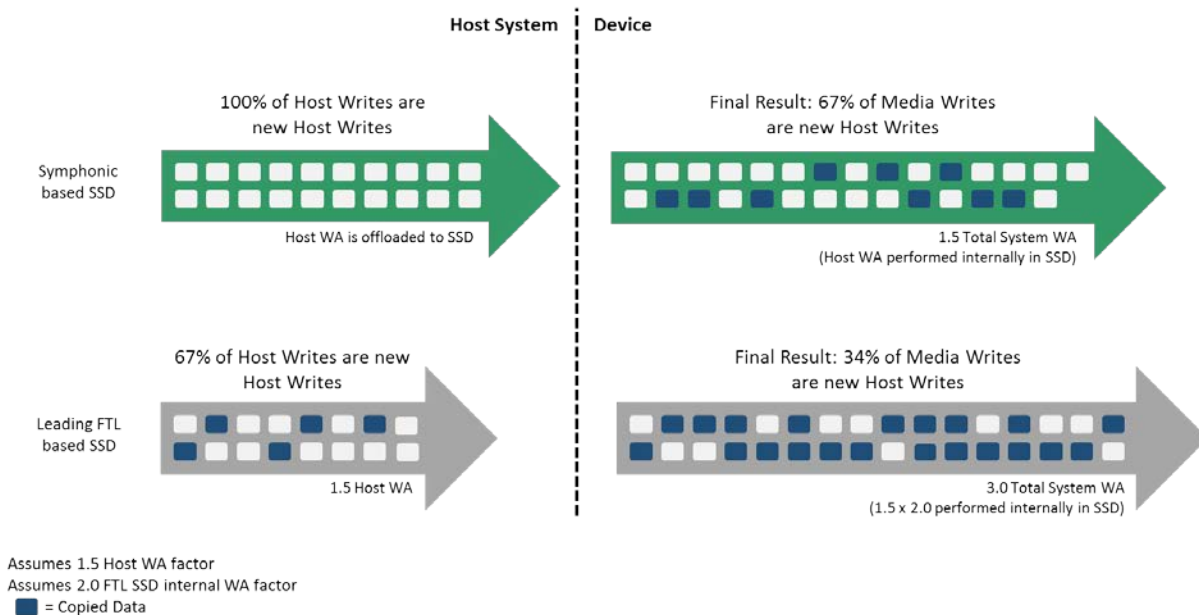 Host System
Device
100% of Host Writes are
new Host Writes
Final Result: 67% of Media Writes
are new Host Writes
Symphonic
based SSD
Host WA is offloaded to SSD
1.5 Total System WA
(Host WA performed internally in SSD)
67% of Host Writes are new
Host Writes
Final Result: 34% of Media Writes
are new Host Writes
Leading FTL
based SSD
1.5 Host WA
3.0 Total System WA
(1.5 x 2.0 performed internally in SSD)
Assumes 1.5 Host WA factor
Assumes 2.0 FTL SSD internal WA factor
= Copied Data